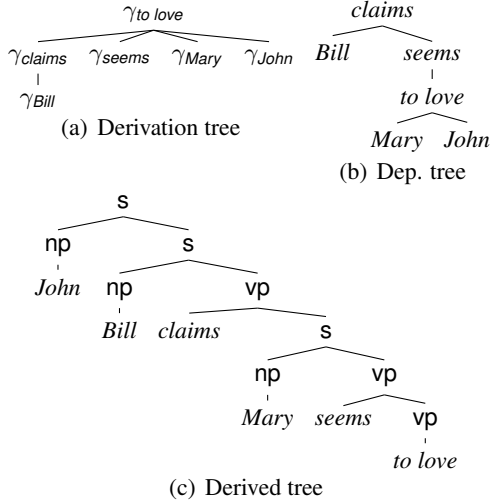 γto love
γclaims γseems γMary γJohn
γBill
(a) Derivation tree
claims
Bill seems
to love
Mary John
(b) Dep. tree
s
np s
John np vp
Bill claims s
np vp
Mary seems vp
to love
(c) Derived tree